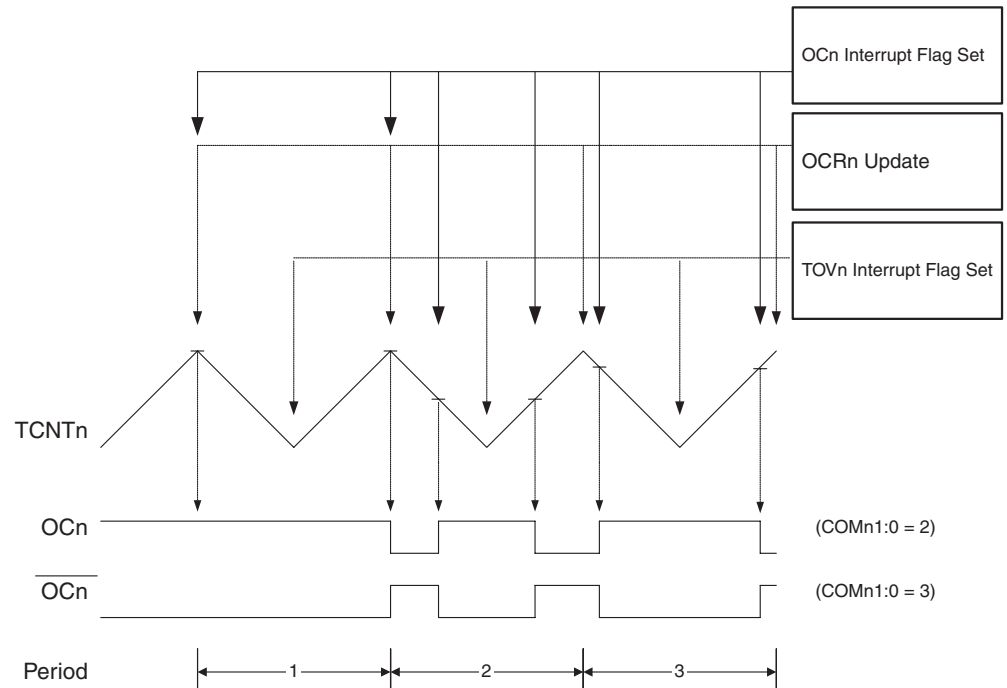 OCn Interrupt Flag Set
OCRn Update
TOVn Interrupt Flag Set
TCNTn
OCn
(COMn1:0 = 2)
OCn
(COMn1:0 = 3)
Period
1
2
3